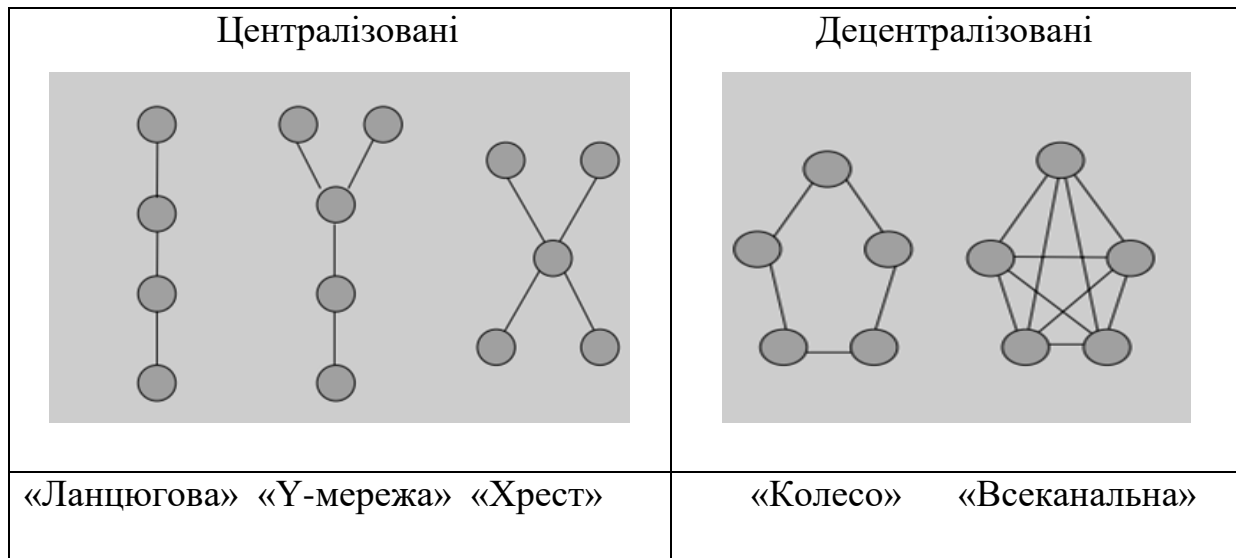 Централізовані
Децентралізовані
«Ланцюгова» «Y-мережа» «Хрест»
«Колесо» «Всеканальна»